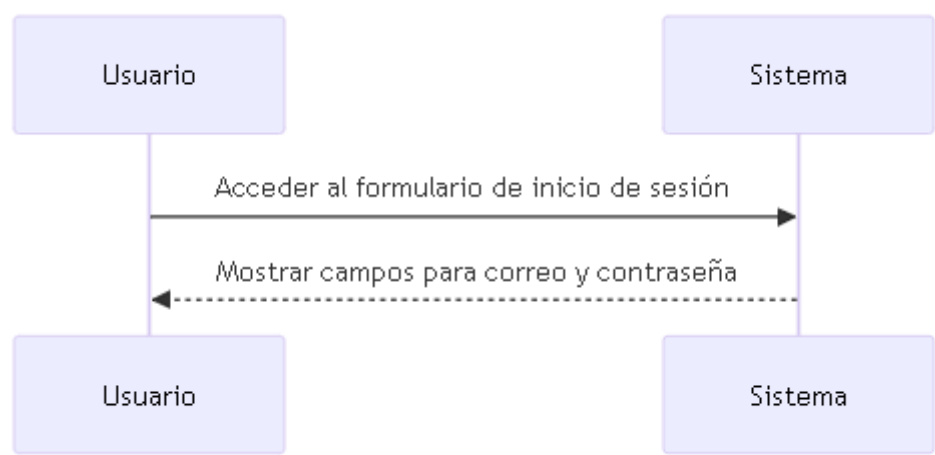 Usuario
Sistema
Acceder al formulario de inicio de sesión
Mostrar campos para correo y contraseña
Usuario
Sistema